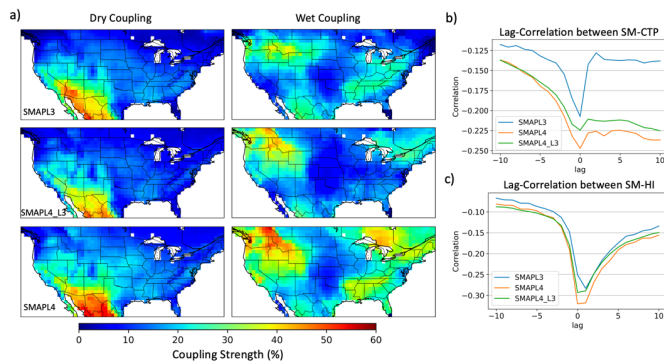 a)
Dry Coupling
Wet Coupling
SMAPL3
SMAPL4_L3
SMAPL4
0 10 20 30 40 50 60
Coupling Strength (%)
b)
Lag-Correlation between SM-CTP
−0.125
−0.150
−0.175
−0.200
−0.225
−0.250
Correlation
SMAPL3
SMAPL4
SMAPL4_L3
−10 −5 0 5 10
lag
c)
Lag-Correlation between SM-HI
−0.10
−0.15
−0.20
−0.25
−0.30
Correlation
SMAPL3
SMAPL4
SMAPL4_L3
−10 −5 0 5 10
lag